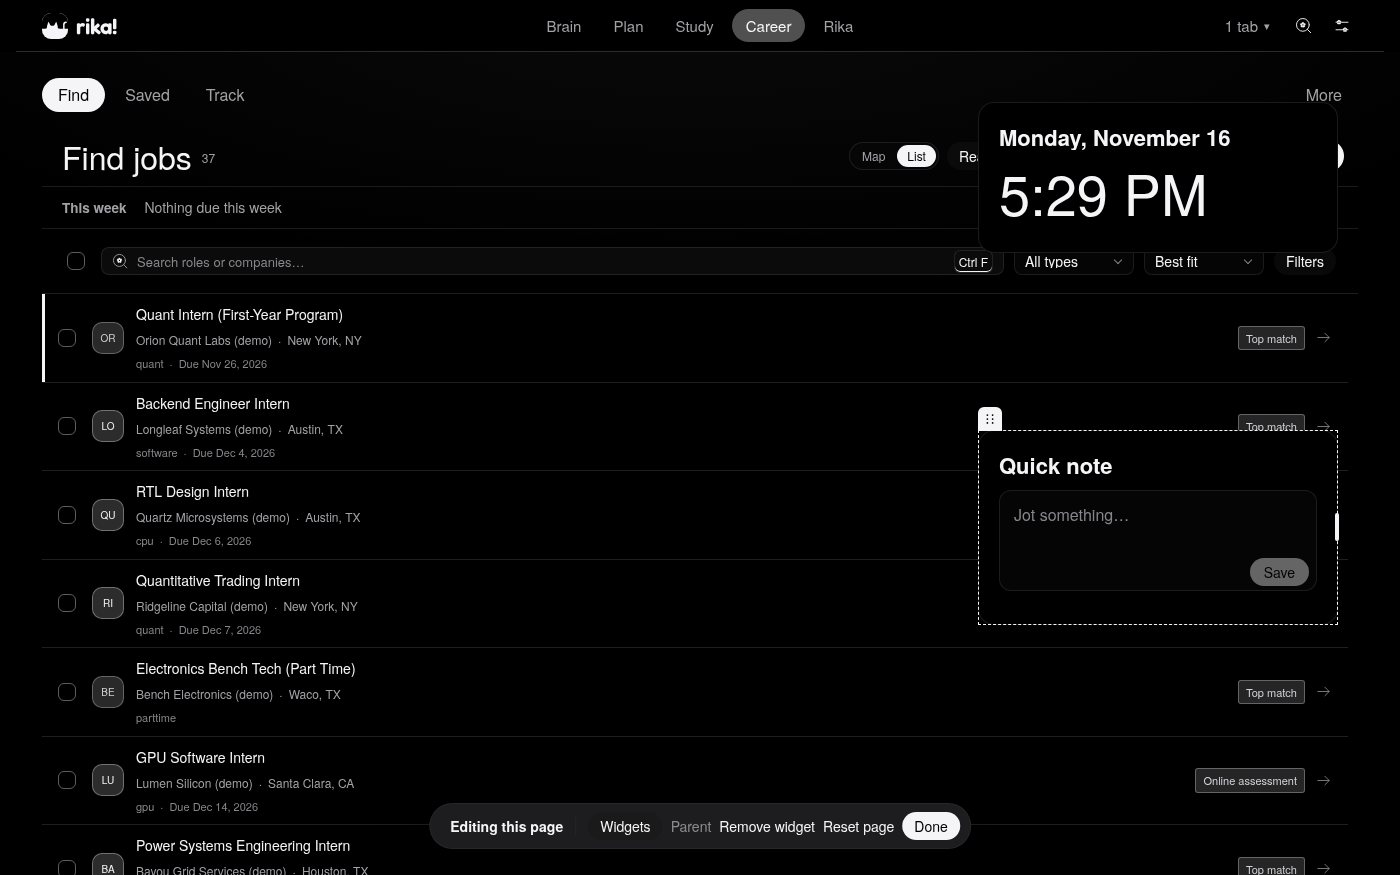 rika!
Brain Plan Study Career Rika
1 tab
Find Saved Track
More
Find jobs 37
Map List
Monday, November 16
5:29 PM
This week Nothing due this week
Search roles or companies… Ctrl F All types Best fit Filters
OR
Quant Intern (First-Year Program)
Orion Quant Labs (demo) · New York, NY
quant · Due Nov 26, 2026
Top match
LO
Backend Engineer Intern
Longleaf Systems (demo) · Austin, TX
software · Due Dec 4, 2026
Top match
QU
RTL Design Intern
Quartz Microsystems (demo) · Austin, TX
cpu · Due Dec 6, 2026
Quick note
Jot something…
Save
RI
Quantitative Trading Intern
Ridgeline Capital (demo) · New York, NY
quant · Due Dec 7, 2026
BE
Electronics Bench Tech (Part Time)
Bench Electronics (demo) · Waco, TX
parttime
Top match
LU
GPU Software Intern
Lumen Silicon (demo) · Santa Clara, CA
gpu · Due Dec 14, 2026
Online assessment
BA
Power Systems Engineering Intern
Bayou Grid Services (demo) · Houston, TX
Top match
Editing this page Widgets Parent Remove widget Reset page Done